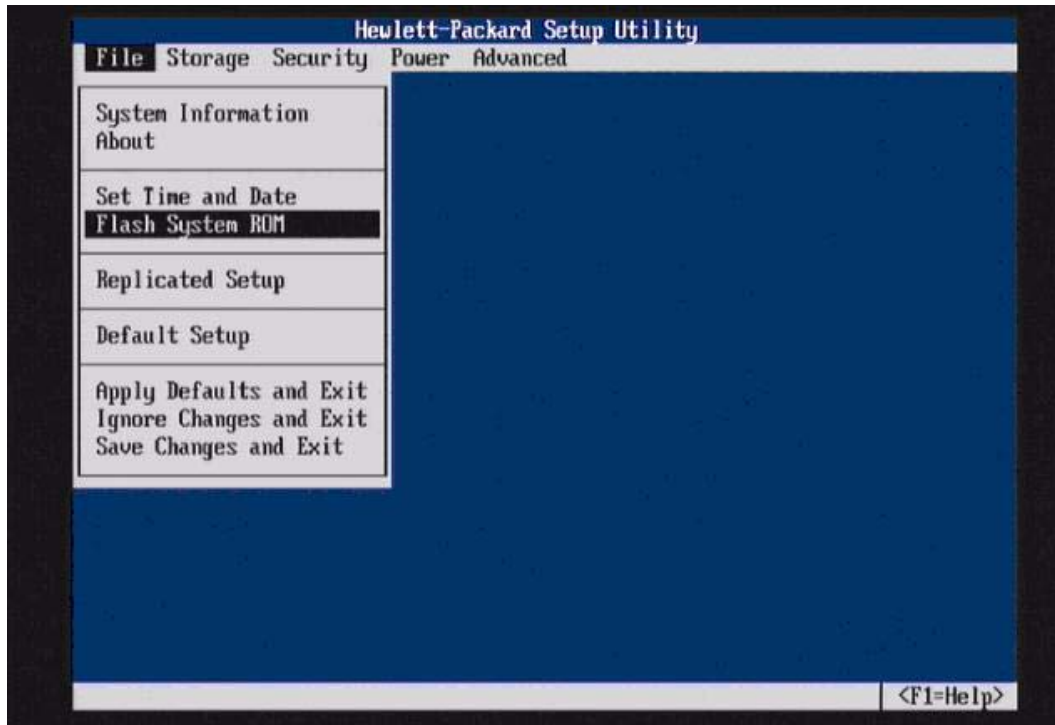 Hewlett-Packard Setup Utility
File Storage Security Power Advanced
System Information
About
Set Time and Date
Flash System ROM
Replicated Setup
Default Setup
Apply Defaults and Exit
Ignore Changes and Exit
Save Changes and Exit
<F1=Help>